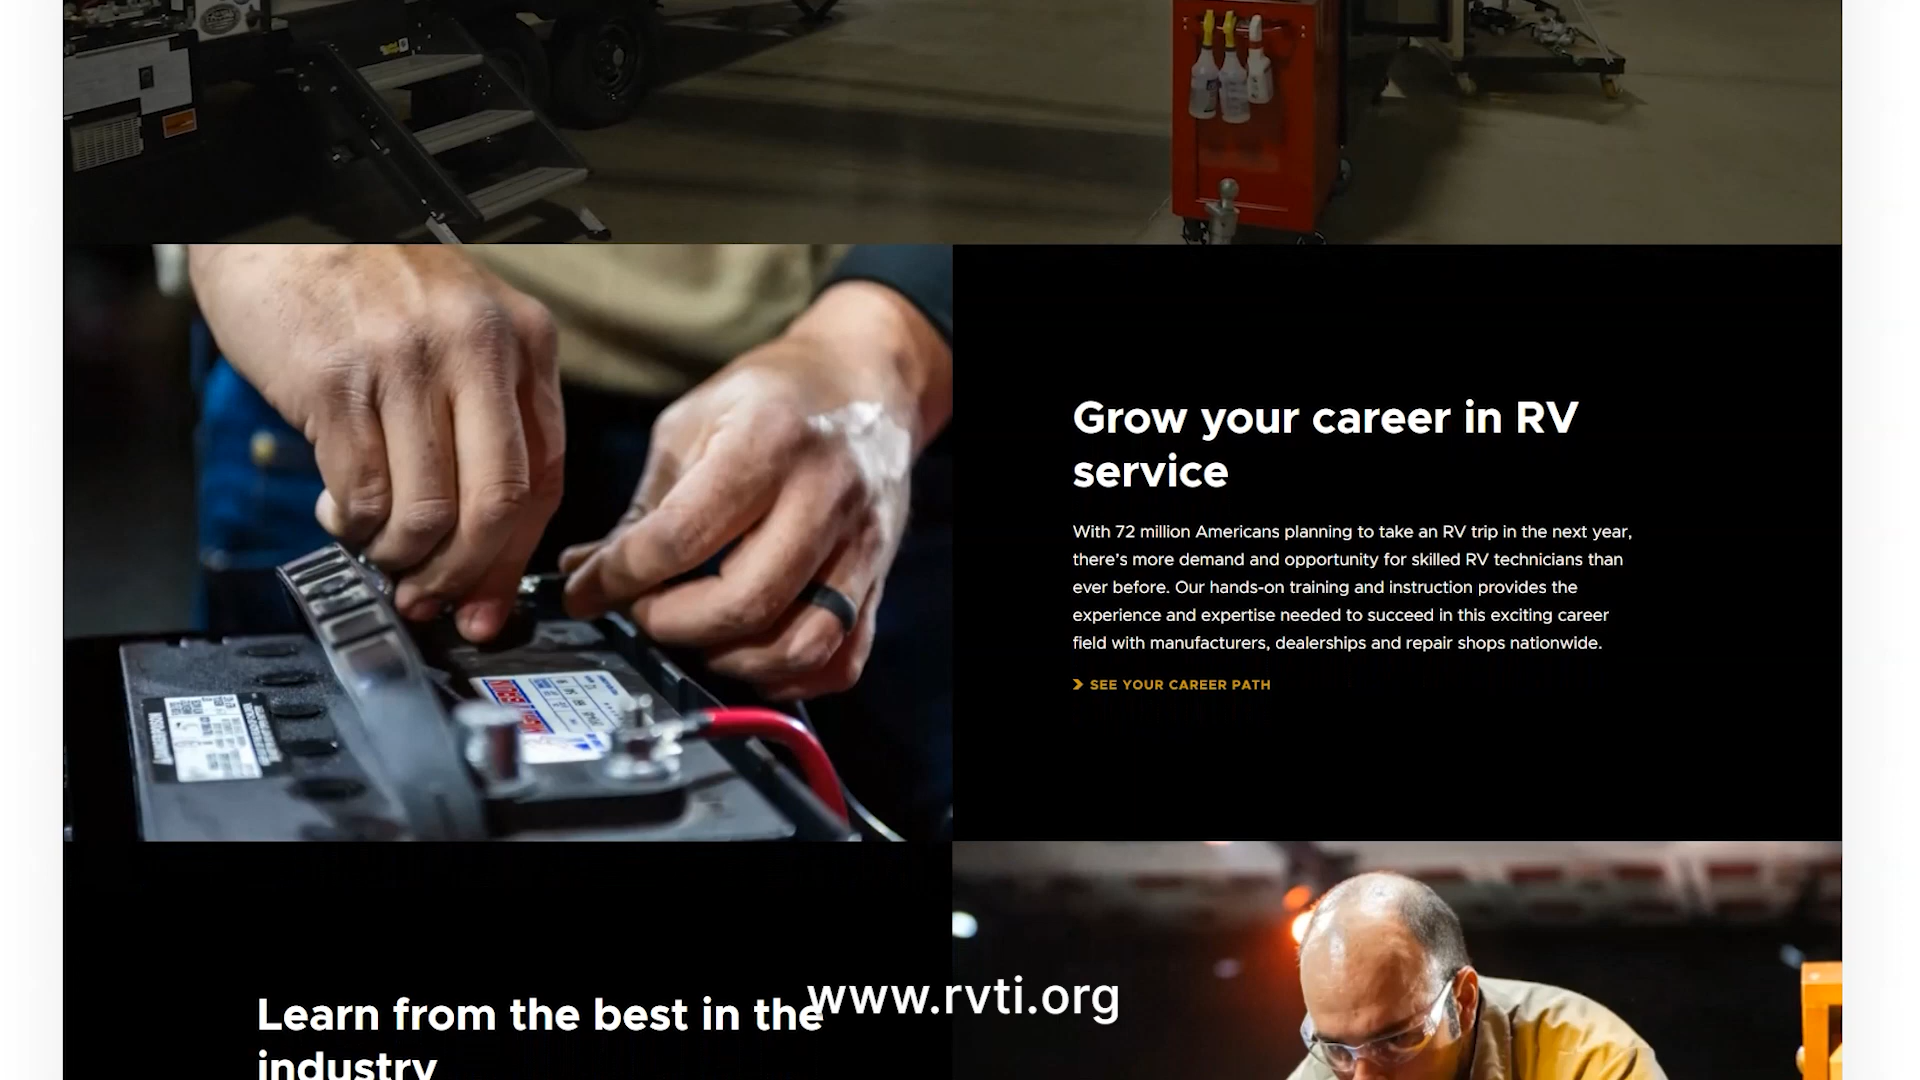 Grow your career in RV
service
With 72 million Americans planning to take an RV trip in the next year,
there's more demand and opportunity for skilled RV technicians than
ever before. Our hands-on training and instruction provides the
experience and expertise needed to succeed in this exciting career
field with manufacturers, dealerships and repair shops nationwide.
SEE YOUR CAREER PATH
Learn from the best in the
industry
www.rvti.org